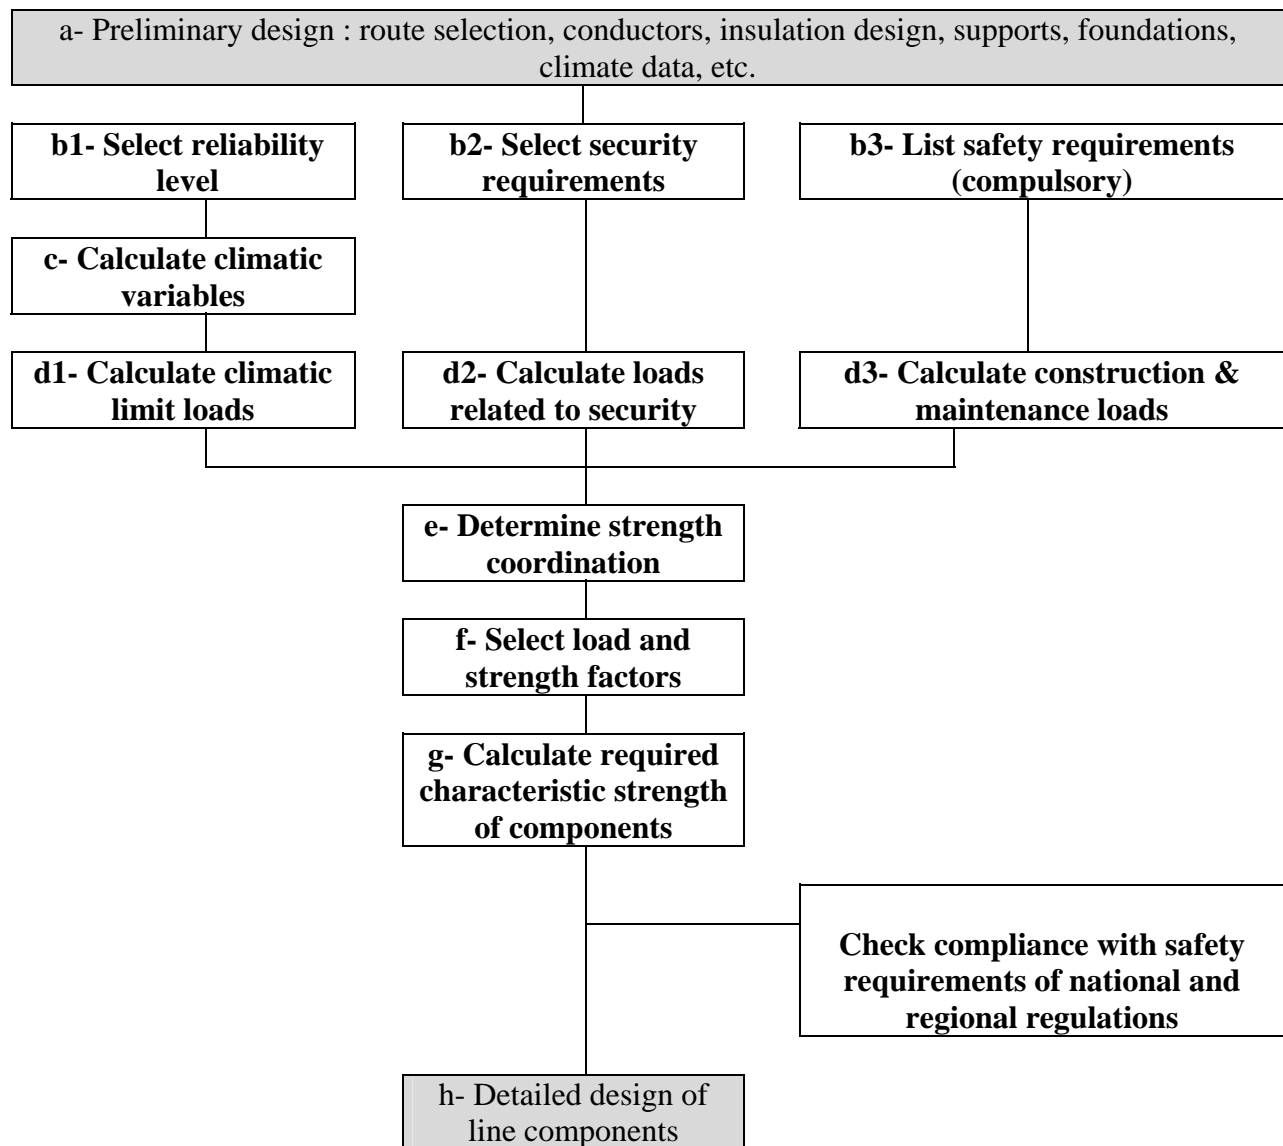 a- Preliminary design : route selection, conductors, insulation design, supports, foundations,
climate data, etc.
b1- Select reliability
level
b2- Select security
requirements
b3- List safety requirements
(compulsory)
c- Calculate climatic
variables
d1- Calculate climatic
limit loads
d2- Calculate loads
related to security
d3- Calculate construction &
maintenance loads
e- Determine strength
coordination
f- Select load and
strength factors
g- Calculate required
characteristic strength
of components
Check compliance with safety
requirements of national and
regional regulations
h- Detailed design of
line components